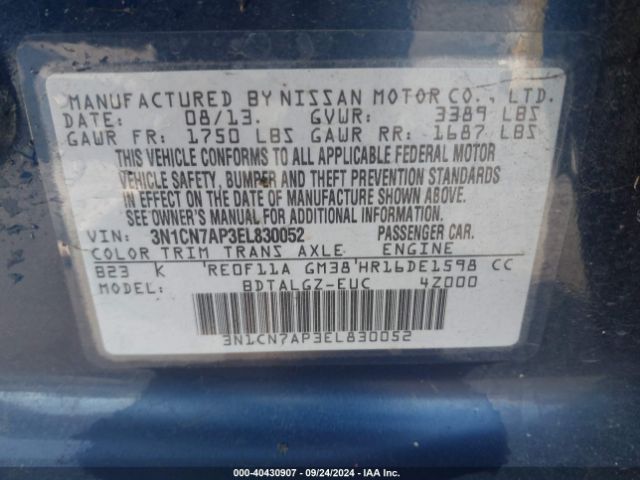 MANUFACTURED BY NISSAN MOTOR CO., LTD.
DATE: 08/13. GVWR: 3389 LBS
GAWR FR: 1750 LBS GAWR RR: 1687 LBS
THIS VEHICLE CONFORMS TO ALL APPLICABLE FEDERAL MOTOR
VEHICLE SAFETY, BUMPER AND THEFT PREVENTION STANDARDS
IN EFFECT ON THE DATE OF MANUFACTURE SHOWN ABOVE.
SEE OWNER'S MANUAL FOR ADDITIONAL INFORMATION.
VIN: 3N1CN7AP3EL830052 PASSENGER CAR.
COLOR TRIM TRANS AXLE ENGINE
B23 K 'RE0F11A GM38'HR16DE1598 CC
BDTALGZ-EUC 4Z000
3N1CN7AP3EL830052
000-40430907 - 09/24/2024 - IAA Inc.